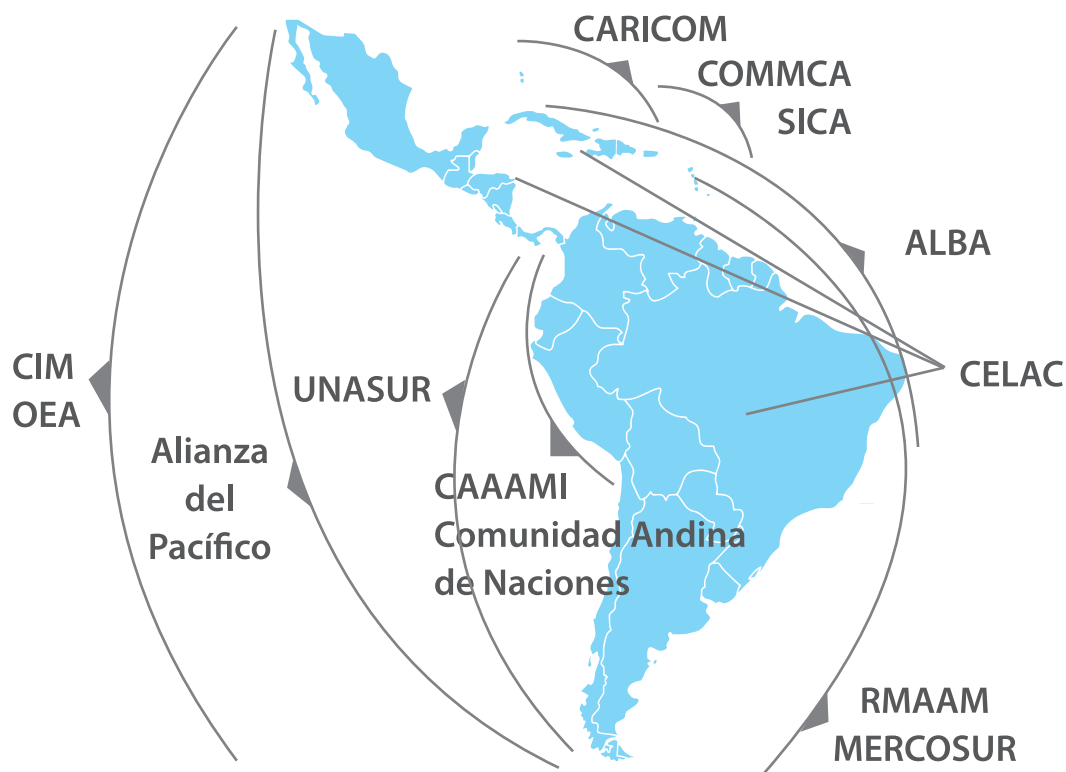 CARICOM
COMMCA
SICA
ALBA
CELAC
CIM
OEA
UNASUR
Alianza
del
Pacífico
CAAAMI
Comunidad Andina
de Naciones
RMAAM
MERCOSUR